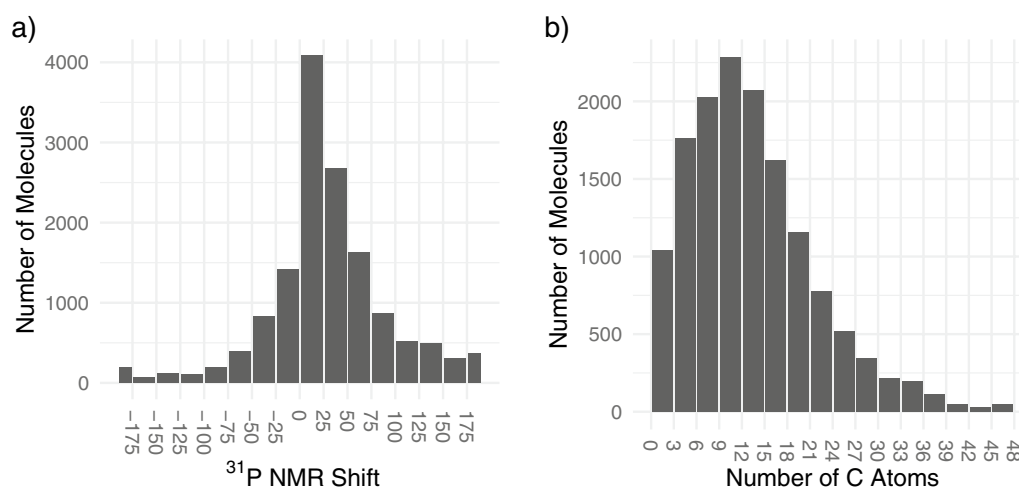 a)
Number of Molecules
4000
3000
2000
1000
0
−175 −150 −125 −100 −75 −50 −25 0 25 50 75 100 125 150 175
³¹P NMR Shift
b)
Number of Molecules
2000
1500
1000
500
0
0 3 6 9 12 15 18 21 24 27 30 33 36 39 42 45 48
Number of C Atoms